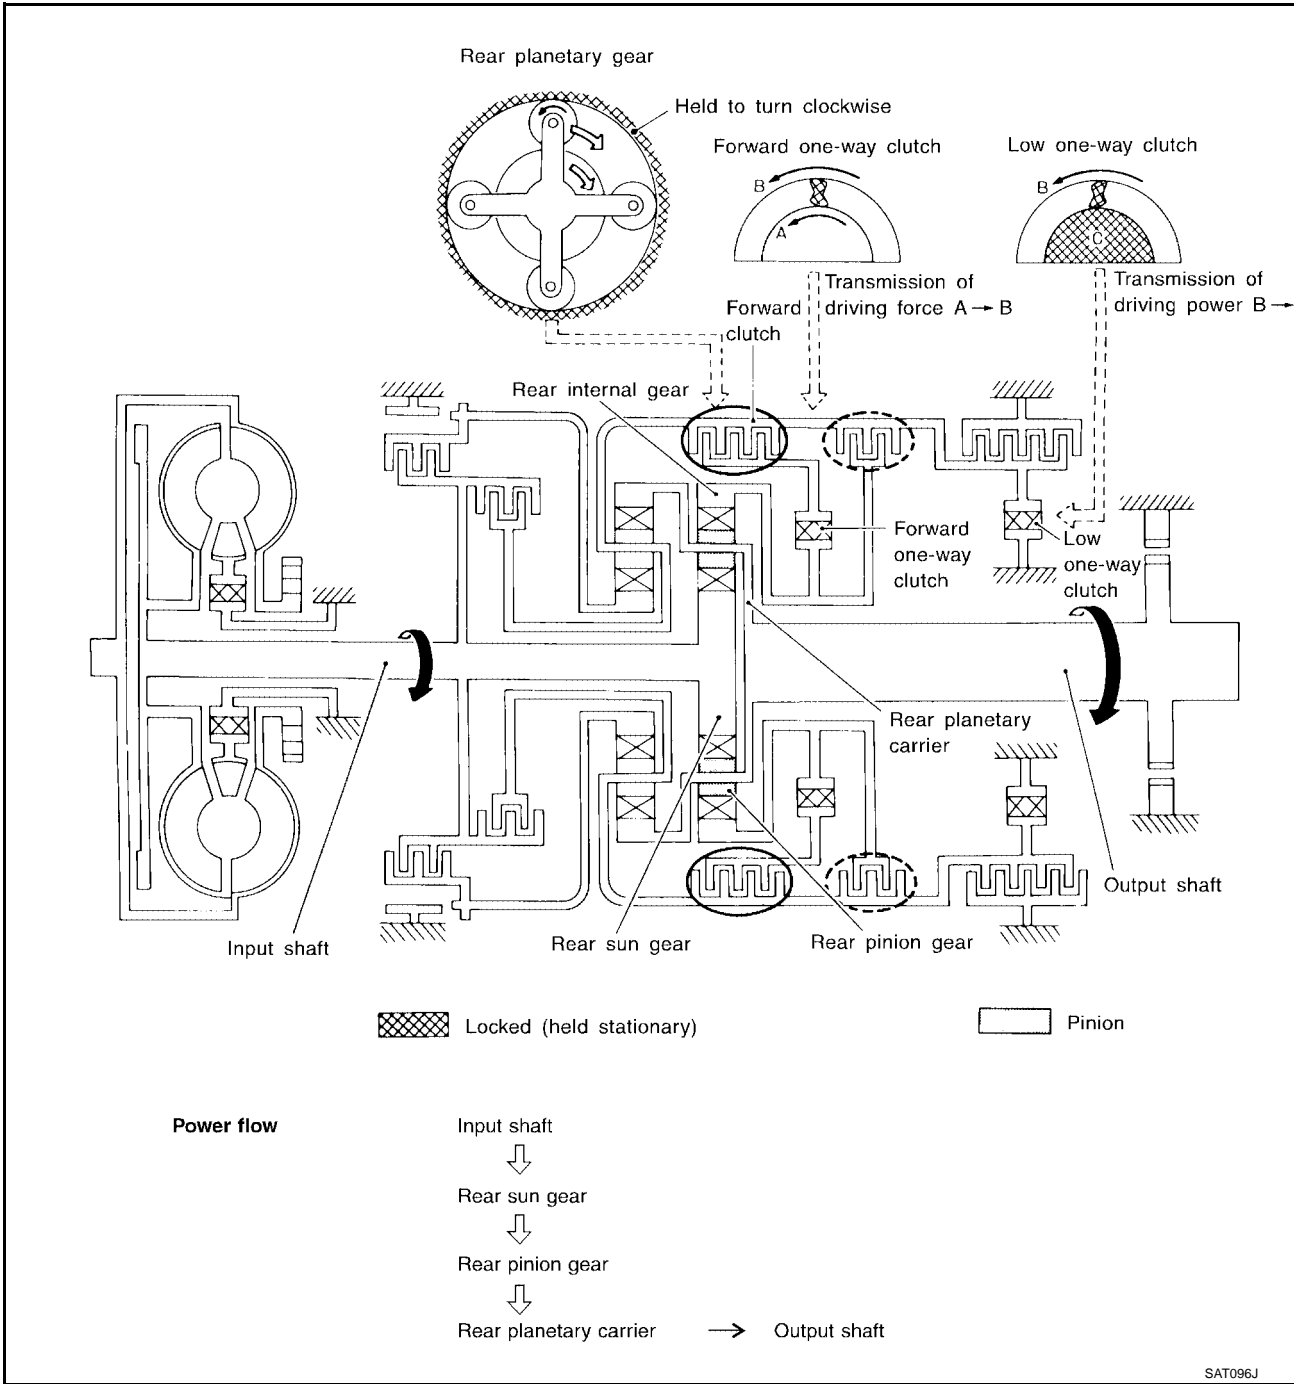 Rear planetary gear
Held to turn clockwise
Forward one-way clutch
Low one-way clutch
B
A
B
C
Transmission of
driving force A → B
Transmission of
driving power B →
Forward
clutch
Rear internal gear
Forward
one-way
clutch
Low
one-way
clutch
Rear planetary
carrier
Output shaft
Input shaft
Rear sun gear
Rear pinion gear
Locked (held stationary)
Pinion
Power flow
Input shaft
Rear sun gear
Rear pinion gear
Rear planetary carrier → Output shaft
SAT096J